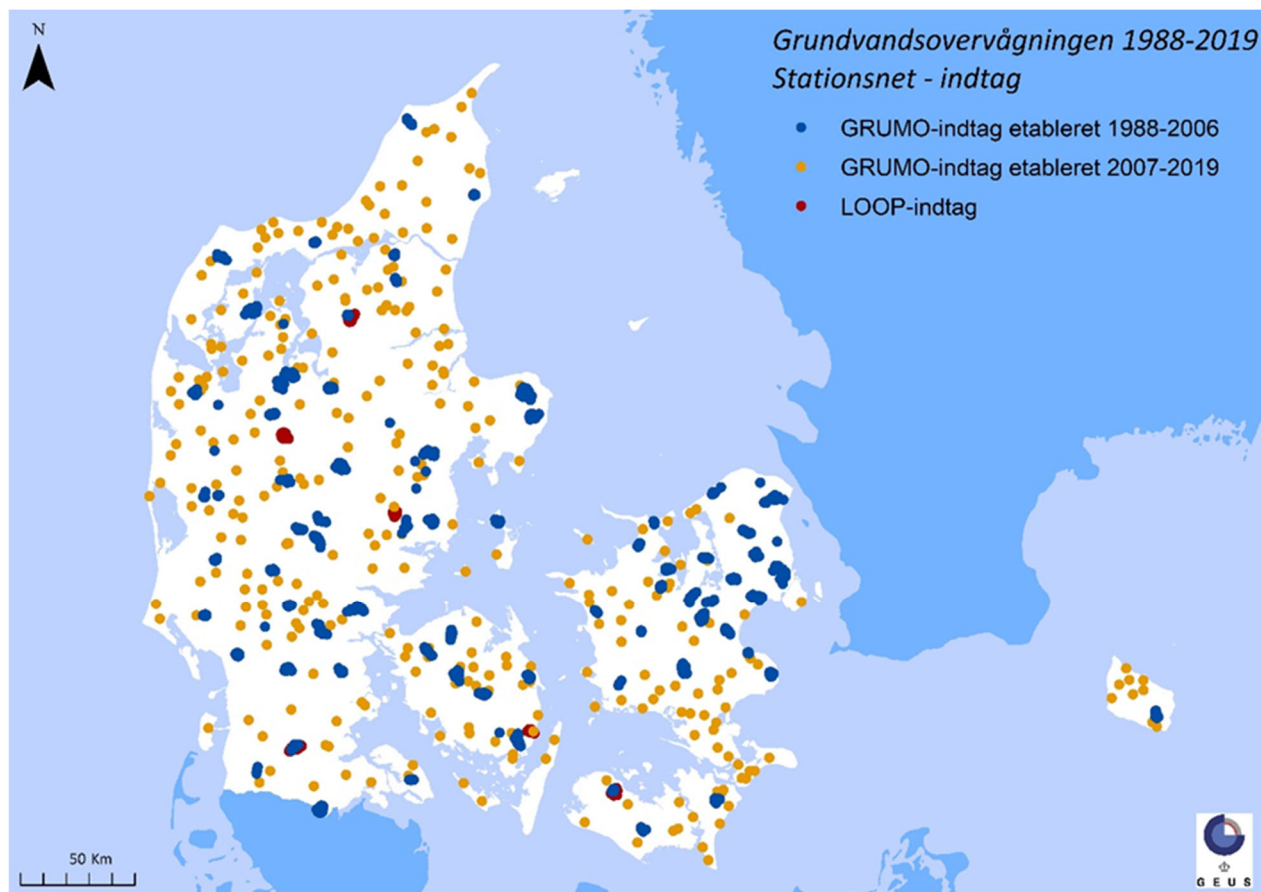 N
Grundvandsovervågningen 1988-2019
Stationsnet - indtag
GRUMO-indtag etableret 1988-2006
GRUMO-indtag etableret 2007-2019
LOOP-indtag
50 Km
G E U S